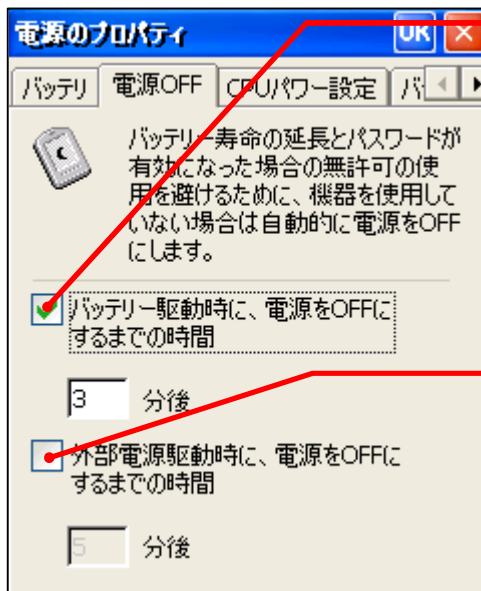 電源のプロパティ OK
バッテリ 電源OFF CPUパワー設定
バッテリー寿命の延長とパスワードが
有効になった場合の無許可の使
用を避けるために、機器を使用して
いない場合は自動的に電源をOFF
にします。
バッテリー駆動時に、電源をOFFに
するまでの時間
3 分後
外部電源駆動時に、電源をOFFに
するまでの時間
5 分後